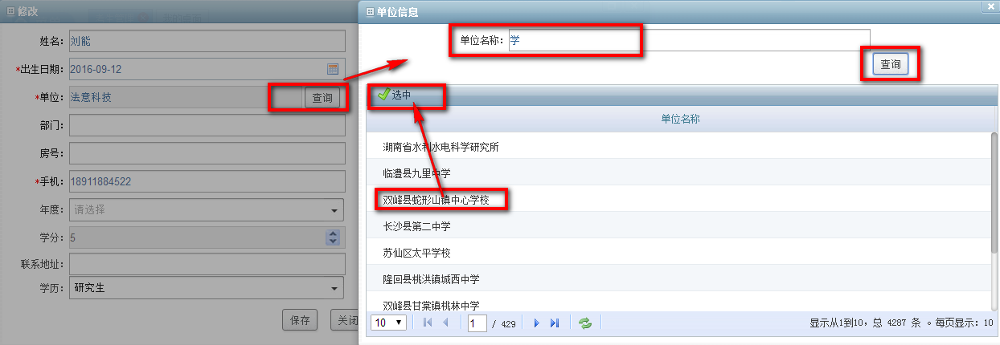 修改
姓名: 刘能
*出生日期: 2016-09-12
*单位: 法意科技 查询
部门:
房号:
*手机: 18911884522
年度: 请选择
学分: 5
联系地址:
学历: 研究生
保存 关闭
单位信息
单位名称: 学
查询
选中
单位名称
湖南省水利水电科学研究所
临澧县九里中学
双峰县蛇形山镇中心学校
长沙县第二中学
苏仙区太平学校
隆回县桃洪镇城西中学
双峰县甘棠镇桃林中学
10 1 / 429 显示从1到10，总 4287 条 。每页显示：10